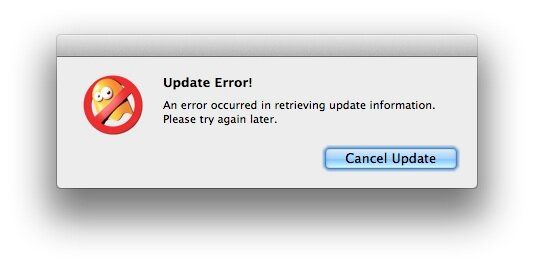 Update Error!
An error occurred in retrieving update information.
Please try again later.
Cancel Update